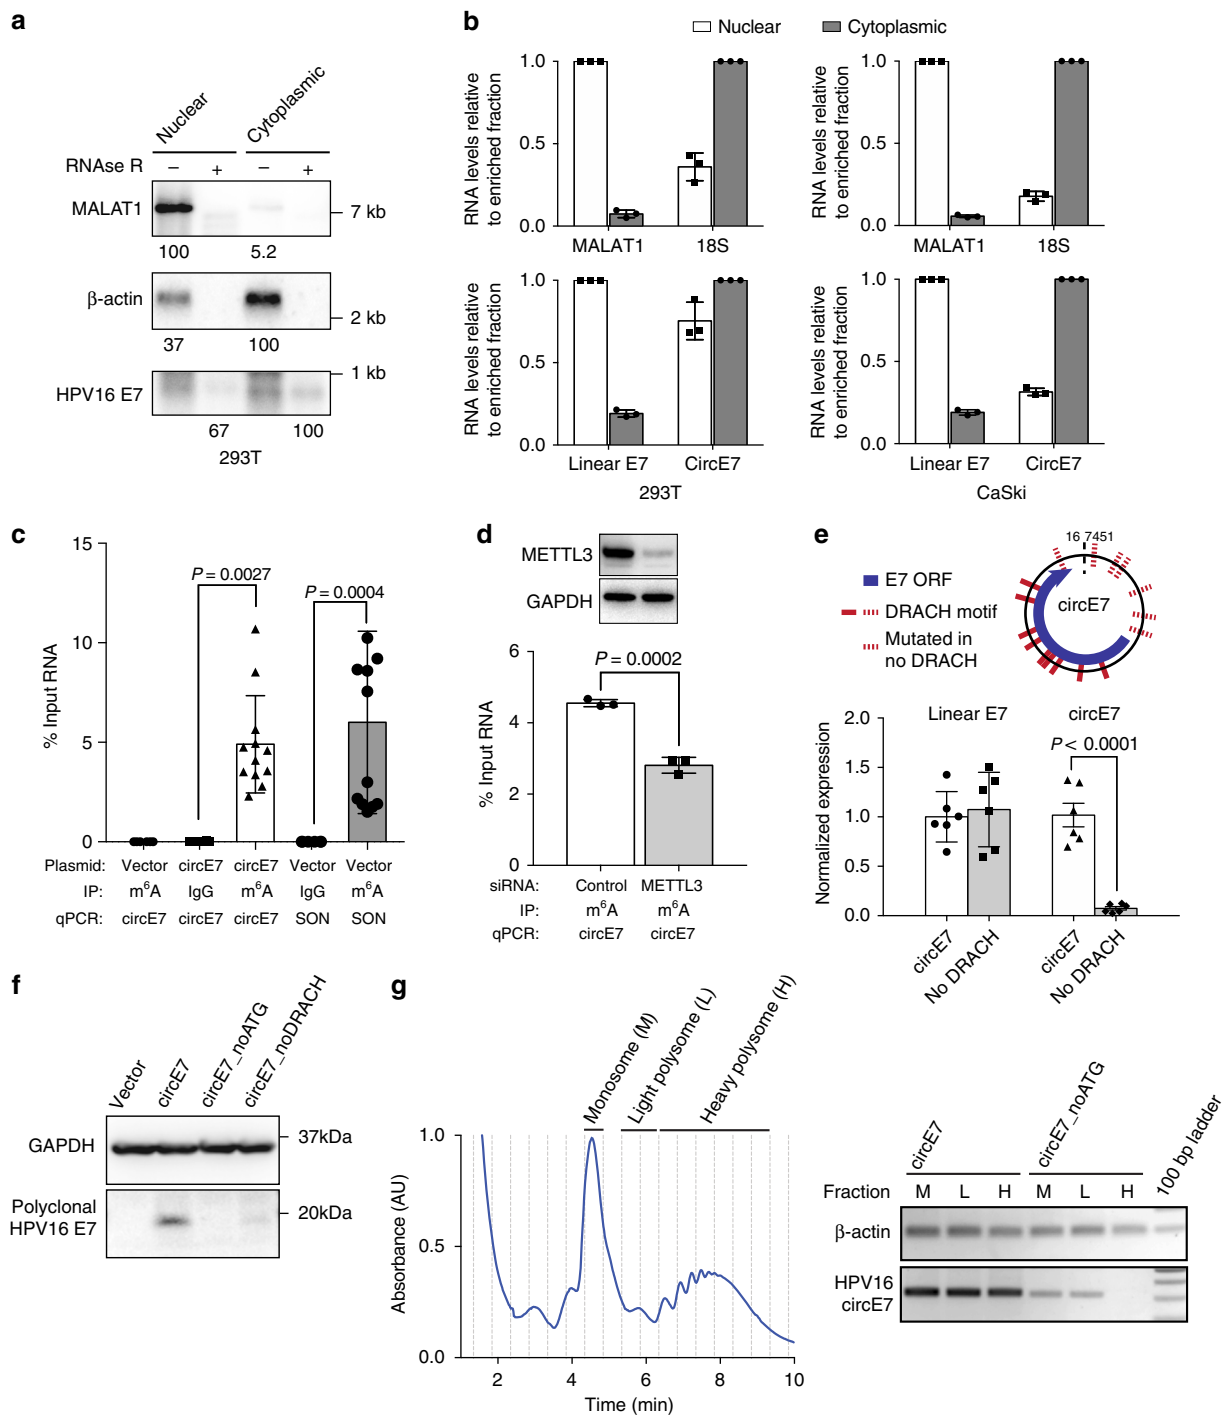 a
Nuclear
Cytoplasmic
RNAse R
–
+
–
+
MALAT1
7 kb
100
5.2
β-actin
2 kb
37
100
HPV16 E7
1 kb
67
100
293T
b
Nuclear
Cytoplasmic
RNA levels relative
to enriched fraction
1.0
0.5
0.0
MALAT1
18S
RNA levels relative
to enriched fraction
1.0
0.5
0.0
MALAT1
18S
RNA levels relative
to enriched fraction
1.0
0.5
0.0
Linear E7
CircE7
293T
RNA levels relative
to enriched fraction
1.0
0.5
0.0
Linear E7
CircE7
CaSki
c
% Input RNA
15
10
5
0
P = 0.0027
P = 0.0004
Plasmid: Vector circE7 circE7 Vector Vector
IP: m⁶A IgG m⁶A IgG m⁶A
qPCR: circE7 circE7 circE7 SON SON
d
METTL3
GAPDH
% Input RNA
6
4
2
0
P = 0.0002
siRNA: Control METTL3
IP: m⁶A m⁶A
qPCR: circE7 circE7
e
16 7451
circE7
E7 ORF
DRACH motif
Mutated in
no DRACH
Normalized expression
2.0
1.5
1.0
0.5
0.0
Linear E7
circE7
P < 0.0001
circE7
No DRACH
circE7
No DRACH
f
Vector
circE7
circE7_noATG
circE7_noDRACH
GAPDH
37kDa
Polyclonal
HPV16 E7
20kDa
g
Monosome (M)
Light polysome (L)
Heavy polysome (H)
Absorbance (AU)
1.0
0.5
0.0
2
4
6
8
10
Time (min)
circE7
circE7_noATG
100 bp ladder
Fraction M L H M L H
β-actin
HPV16
circE7